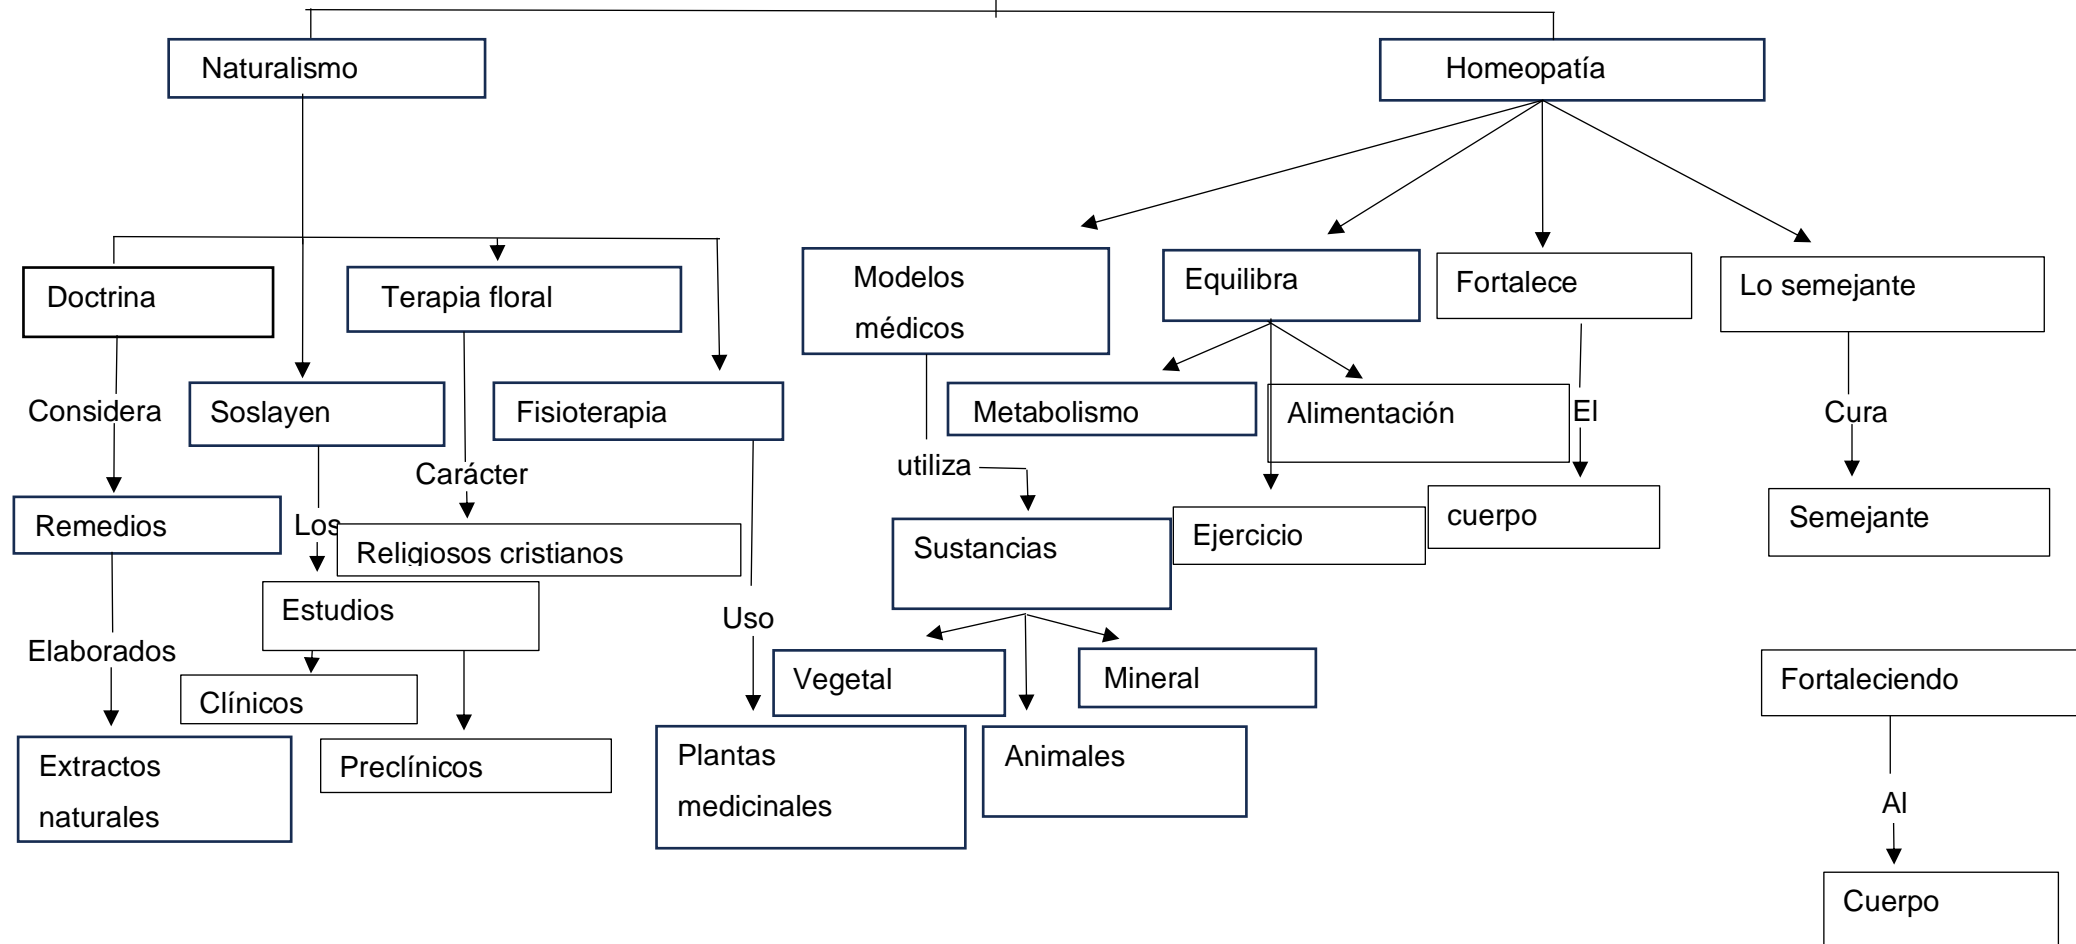 Naturalismo
Homeopatía
Doctrina
Terapia floral
Modelos
médicos
Equilibra
Fortalece
Lo semejante
Considera
Soslayen
Fisioterapia
Metabolismo
Alimentación
El
Cura
Carácter
utiliza
Remedios
Los
Religiosos cristianos
Sustancias
Ejercicio
cuerpo
Semejante
Estudios
Uso
Elaborados
Clínicos
Vegetal
Mineral
Fortaleciendo
Extractos
naturales
Preclínicos
Plantas
medicinales
Animales
Al
Cuerpo